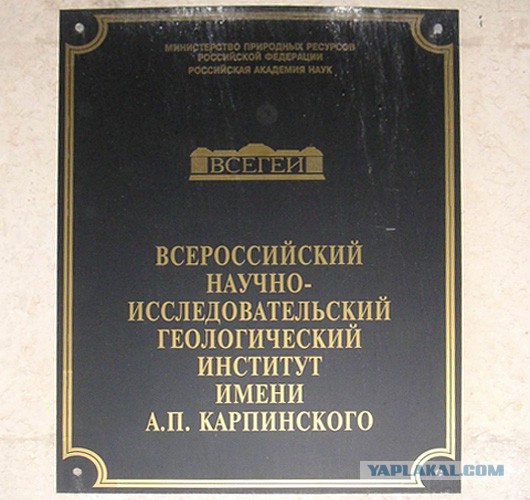 МИНИСТЕРСТВО ПРИРОДНЫХ РЕСУРСОВ
РОССИЙСКОЙ ФЕДЕРАЦИИ
РОССИЙСКАЯ АКАДЕМИЯ НАУК
ВСЕГЕИ
ВСЕРОССИЙСКИЙ
НАУЧНО-
ИССЛЕДОВАТЕЛЬСКИЙ
ГЕОЛОГИЧЕСКИЙ
ИНСТИТУТ
ИМЕНИ
А.П. КАРПИНСКОГО
YAPLAKAL.COM